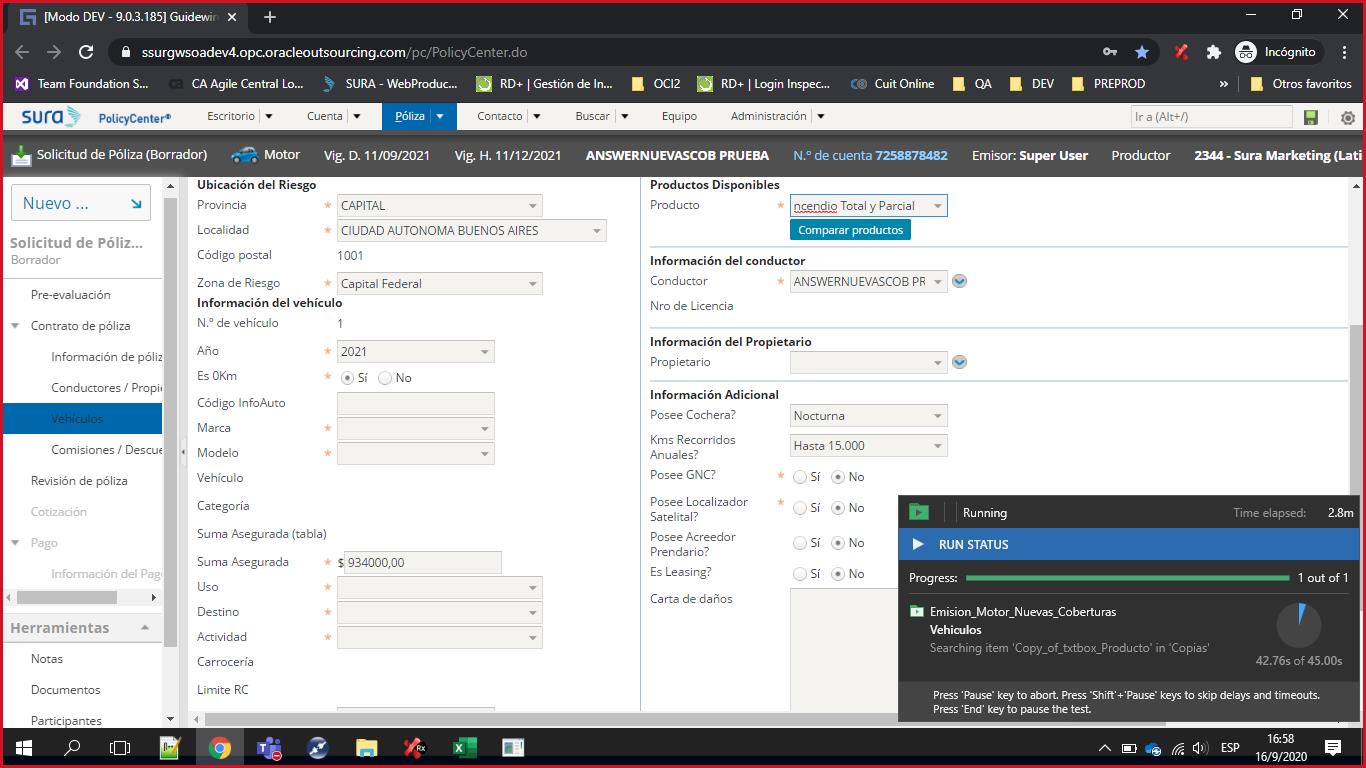 [Modo DEV - 9.0.3.185] Guidewir
ssurgwsoadev4.opc.oracleoutsourcing.com/pc/PolicyCenter.do
Incógnito
Team Foundation S...
CA Agile Central Lo...
SURA - WebProduc...
RD+ | Gestión de In...
OCI2
RD+ | Login Inspec...
Cuit Online
QA
DEV
PREPROD
»
Otros favoritos
sura PolicyCenter®
Escritorio
Cuenta
Póliza
Contacto
Buscar
Equipo
Administración
Ir a (Alt+/)
Solicitud de Póliza (Borrador)
Motor
Vig. D. 11/09/2021
Vig. H. 11/12/2021
ANSWERNUEVASCOB PRUEBA
N.º de cuenta 7258878482
Emisor: Super User
Productor
2344 - Sura Marketing (Lati
Nuevo ...
Solicitud de Póliz...
Borrador
Pre-evaluación
Contrato de póliza
Información de póliz
Conductores / Propi
Vehículos
Comisiones / Descue
Revisión de póliza
Cotización
Pago
Información del Pag
Herramientas
Notas
Documentos
Participantes
Ubicación del Riesgo
Provincia * CAPITAL
Localidad * CIUDAD AUTONOMA BUENOS AIRES
Código postal 1001
Zona de Riesgo * Capital Federal
Información del vehículo
N.º de vehículo 1
Año * 2021
Es 0Km * Sí No
Código InfoAuto
Marca *
Modelo *
Vehículo
Categoría
Suma Asegurada (tabla)
Suma Asegurada * $ 934000,00
Uso *
Destino *
Actividad *
Carrocería
Limite RC
Productos Disponibles
Producto * ncendio Total y Parcial
Comparar productos
Información del conductor
Conductor * ANSWERNUEVASCOB PR
Nro de Licencia
Información del Propietario
Propietario
Información Adicional
Posee Cochera? Nocturna
Kms Recorridos
Anuales?
Hasta 15.000
Posee GNC? * Sí No
Posee Localizador
Satelital?
* Sí No
Posee Acreedor
Prendario?
Sí No
Es Leasing? Sí No
Carta de daños
Running
Time elapsed: 2.8m
RUN STATUS
Progress: 1 out of 1
Emision_Motor_Nuevas_Coberturas
Vehiculos
Searching item 'Copy_of_txtbox_Producto' in 'Copias'
42.76s of 45.00s
Press 'Pause' key to abort. Press 'Shift'+'Pause' keys to skip delays and timeouts.
Press 'End' key to pause the test.
Rx
ESP
16:58
16/9/2020